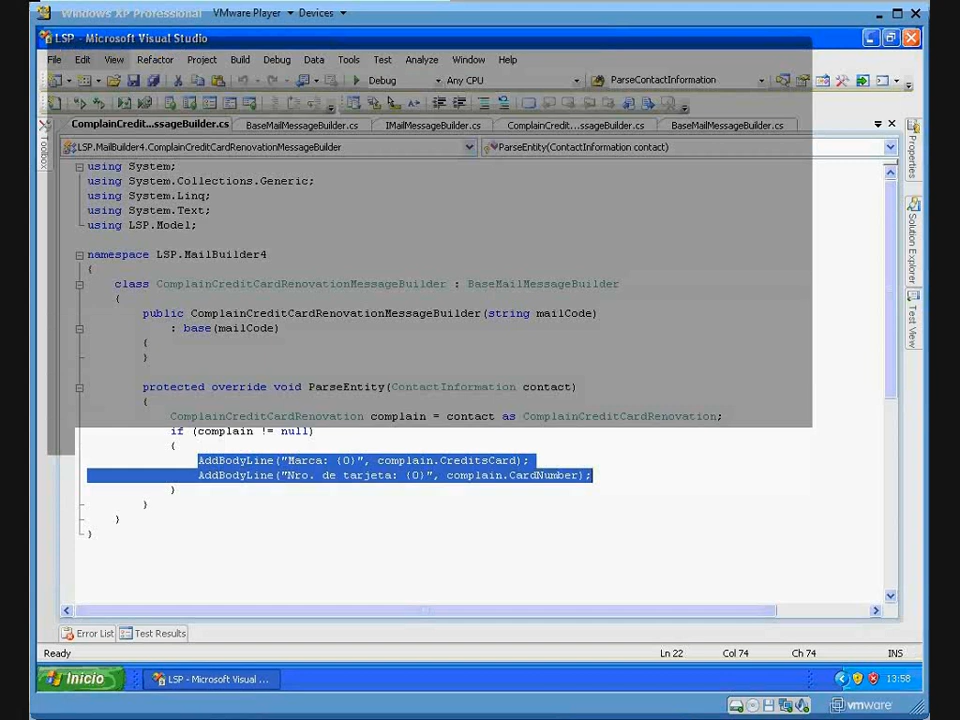 Windows XP Professional VMware Player Devices
LSP - Microsoft Visual Studio
File Edit View Refactor Project Build Debug Data Tools Test Analyze Window Help
Debug Any CPU ParseContactInformation
ComplainCredit...ssageBuilder.cs BaseMailMessageBuilder.cs IMailMessageBuilder.cs ComplainCredit...ssageBuilder.cs BaseMailMessageBuilder.cs
LSP.MailBuilder4.ComplainCreditCardRenovationMessageBuilder ParseEntity(ContactInformation contact)
Toolbox
Properties
Solution Explorer
Test View
using System;
using System.Collections.Generic;
using System.Linq;
using System.Text;
using LSP.Model;
namespace LSP.MailBuilder4
{
class ComplainCreditCardRenovationMessageBuilder : BaseMailMessageBuilder
{
public ComplainCreditCardRenovationMessageBuilder(string mailCode)
: base(mailCode)
{
}
protected override void ParseEntity(ContactInformation contact)
{
ComplainCreditCardRenovation complain = contact as ComplainCreditCardRenovation;
if (complain != null)
{
AddBodyLine("Marca: {0}", complain.CreditsCard);
AddBodyLine("Nro. de tarjeta: {0}", complain.CardNumber);
}
}
}
}
Error List Test Results
Ready Ln 22 Col 74 Ch 74 INS
Inicio LSP - Microsoft Visual ... 13:58
vmware